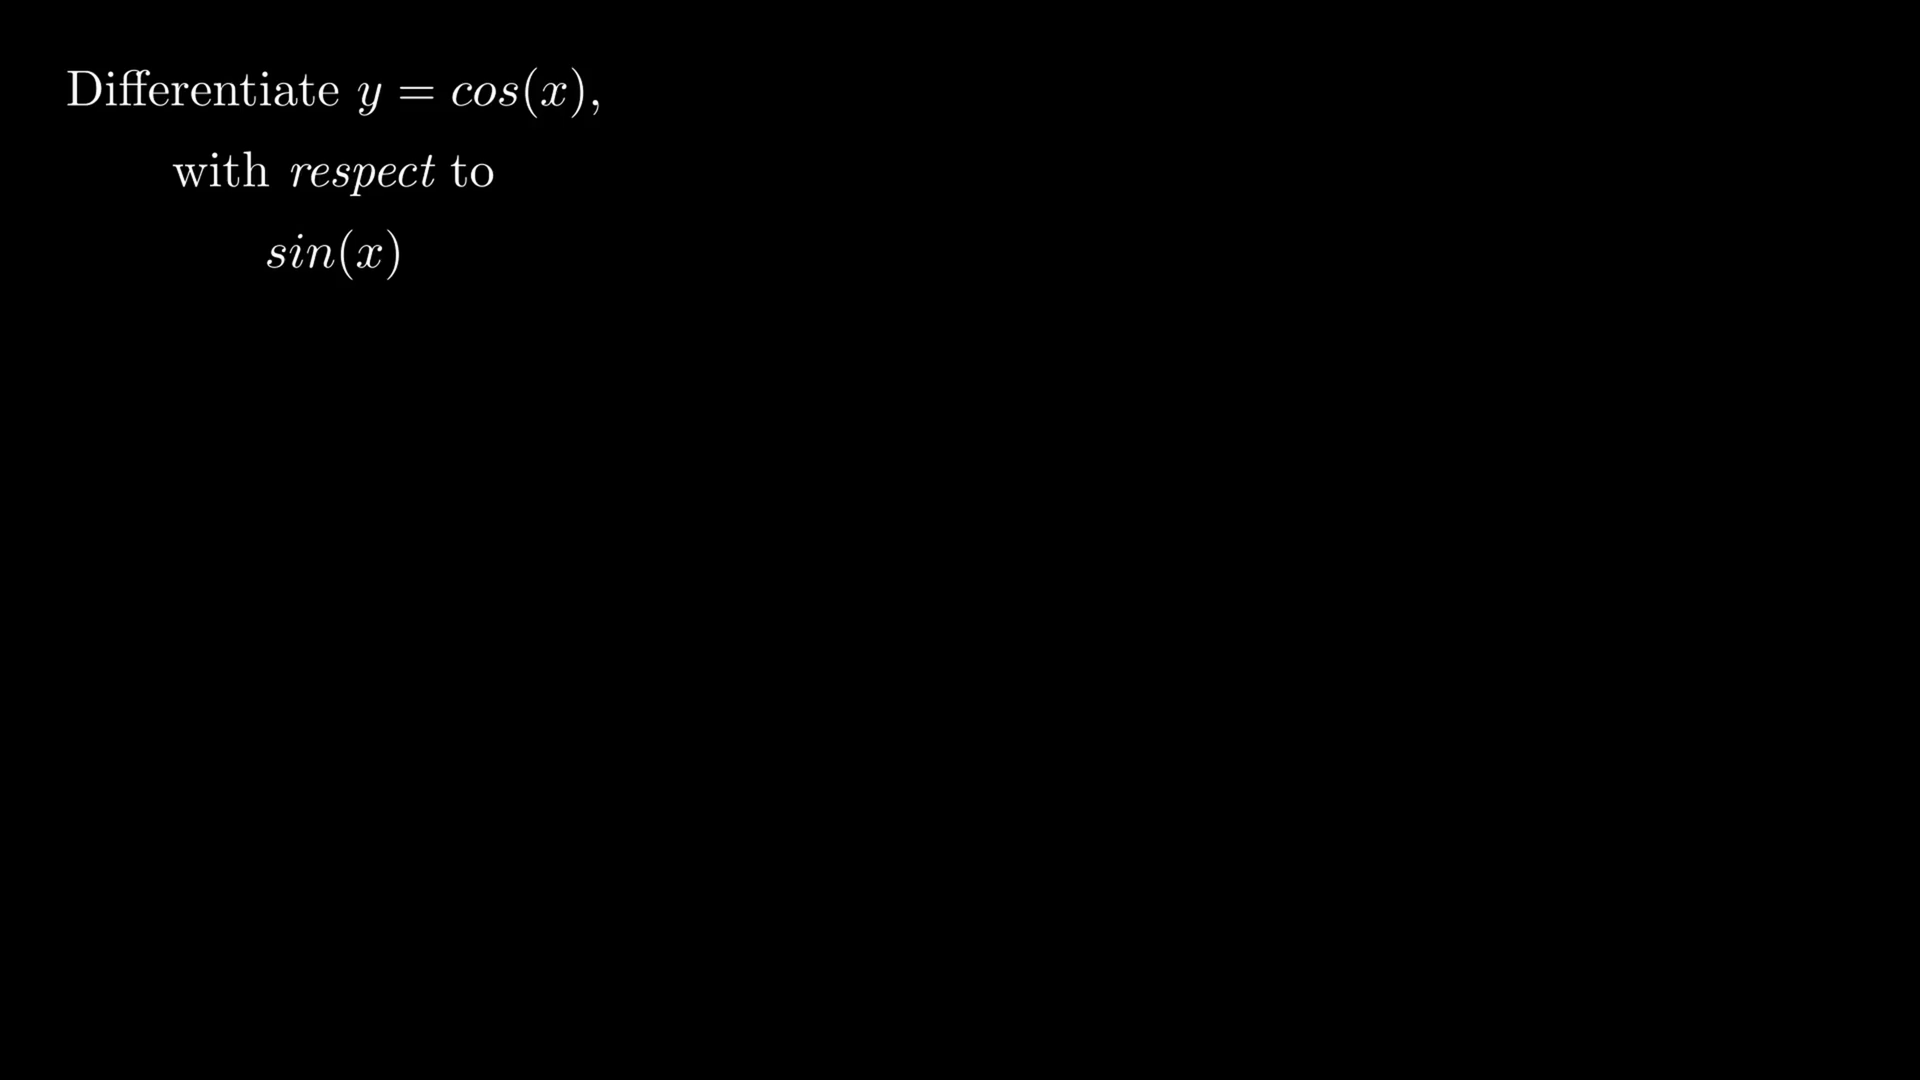 Differentiate y = cos(x),
with respect to
sin(x)